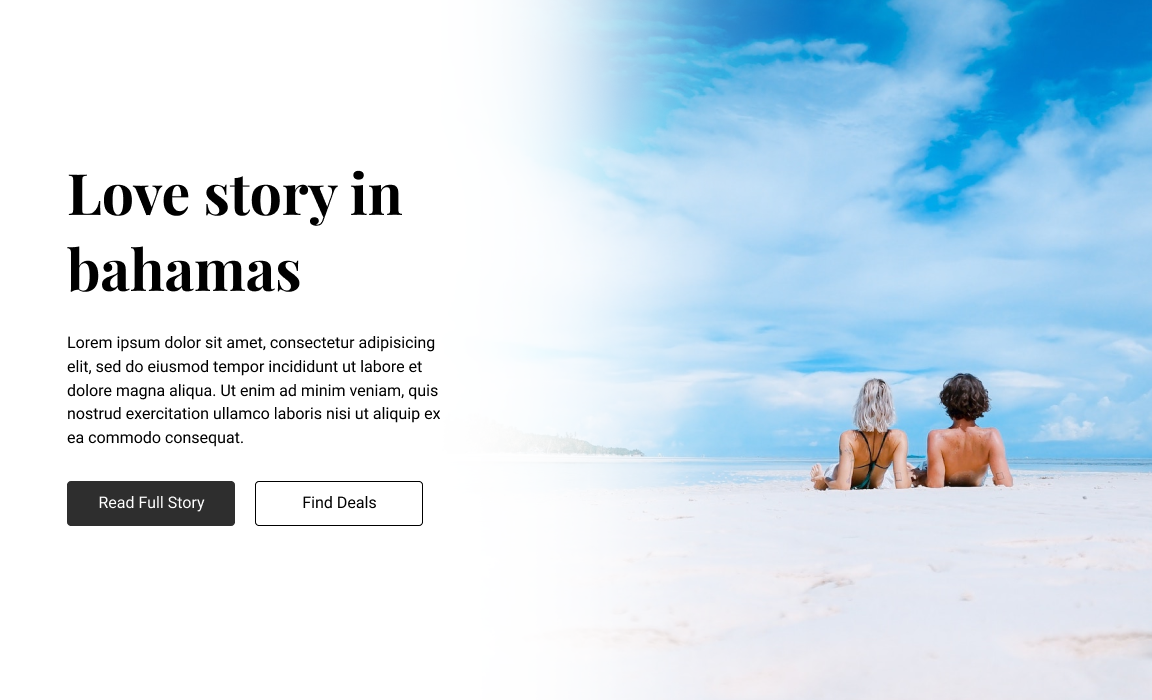 Love story in
bahamas
Lorem ipsum dolor sit amet, consectetur adipisicing
elit, sed do eiusmod tempor incididunt ut labore et
dolore magna aliqua. Ut enim ad minim veniam, quis
nostrud exercitation ullamco laboris nisi ut aliquip ex
ea commodo consequat.
Read Full Story
Find Deals